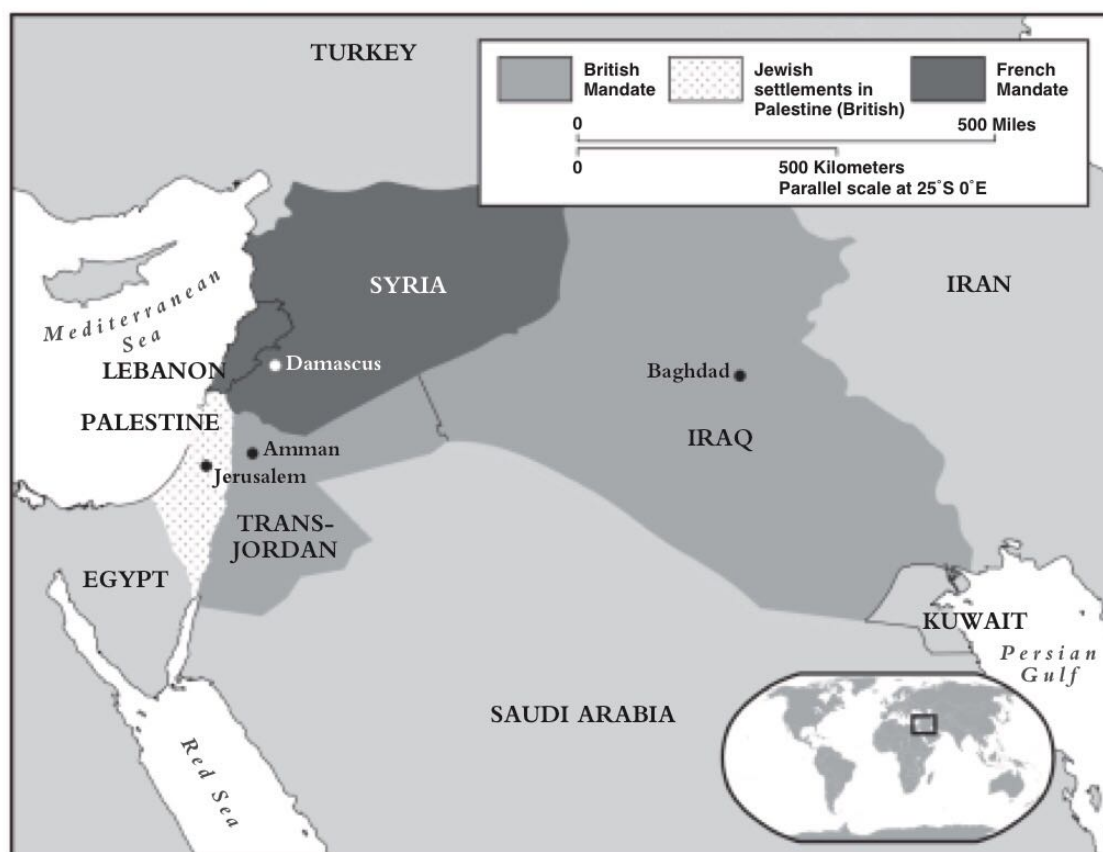 TURKEY
British
Mandate
Jewish
settlements in
Palestine (British)
French
Mandate
0
500 Miles
0
500 Kilometers
Parallel scale at 25°S 0°E
SYRIA
IRAN
Mediterranean
Sea
LEBANON
Damascus
Baghdad
PALESTINE
IRAQ
Amman
Jerusalem
TRANS-
JORDAN
EGYPT
KUWAIT
Persian
Gulf
SAUDI ARABIA
Red Sea